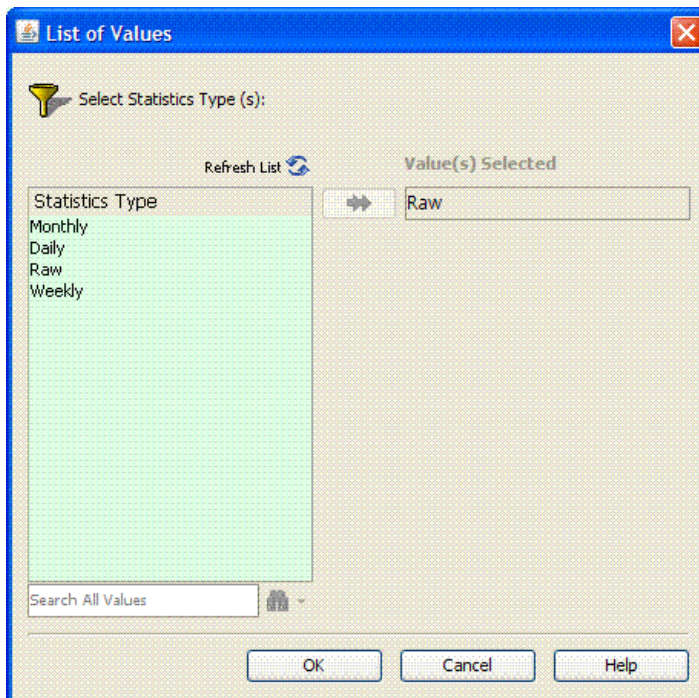 List of Values
Select Statistics Type (s):
Refresh List
Value(s) Selected
Statistics Type
Raw
Monthly
Daily
Raw
Weekly
Search All Values
OK
Cancel
Help